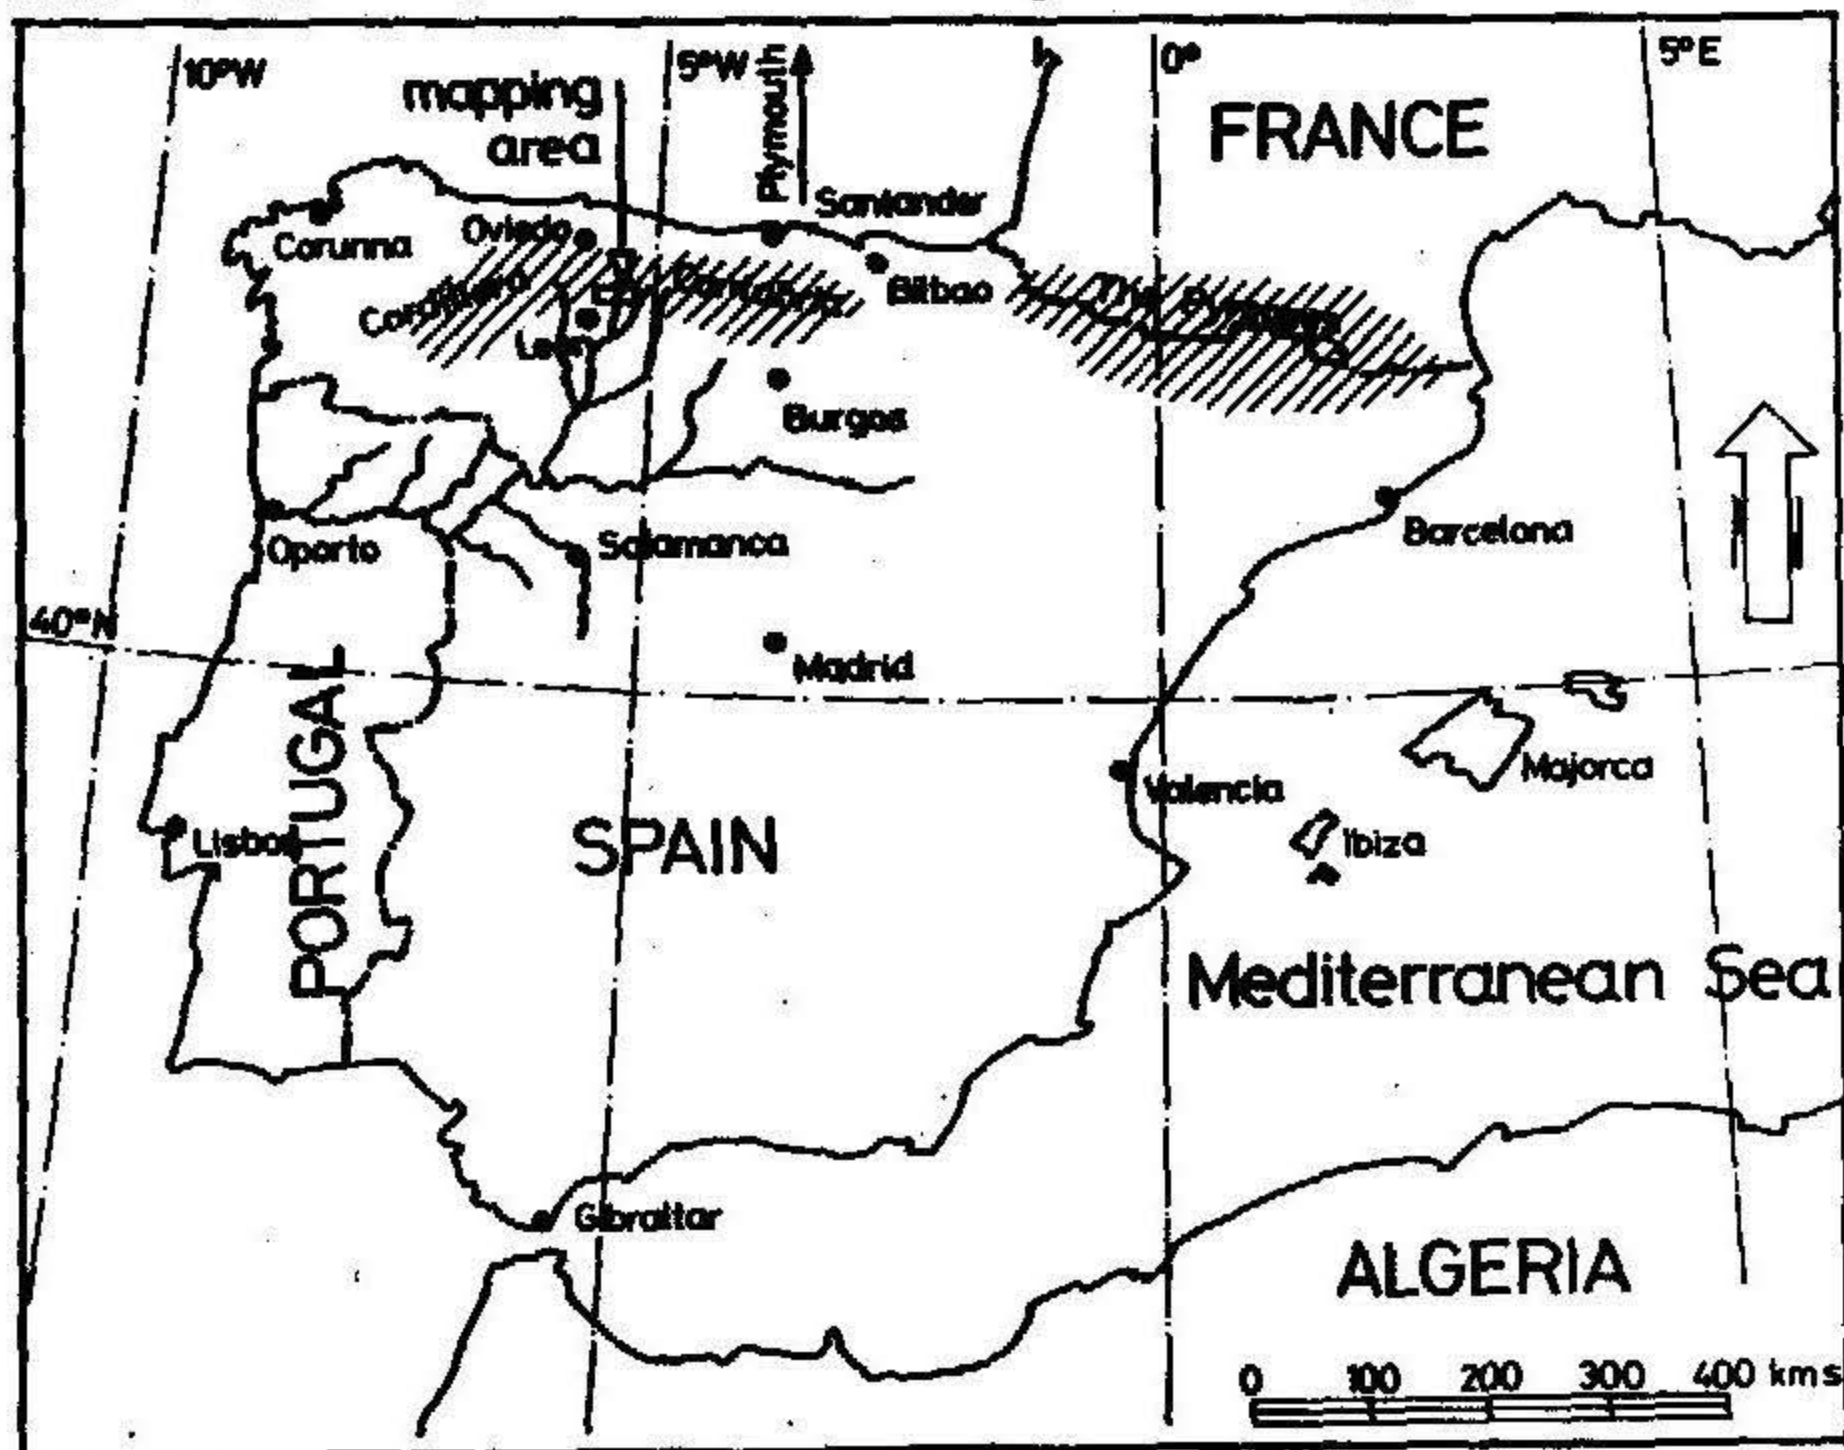 10°W
5°W
0°
5°E
mapping
area
Plymouth
FRANCE
Santander
Corunna
Oviedo
Bilbao
Cordillera
Cantabrica
The Pyrenees
Leon
Burgos
Barcelona
Oporto
Salamanca
40°N
Madrid
PORTUGAL
Majorca
Valencia
Lisbon
SPAIN
Ibiza
Mediterranean Sea
Gibraltar
ALGERIA
0 100 200 300 400 kms